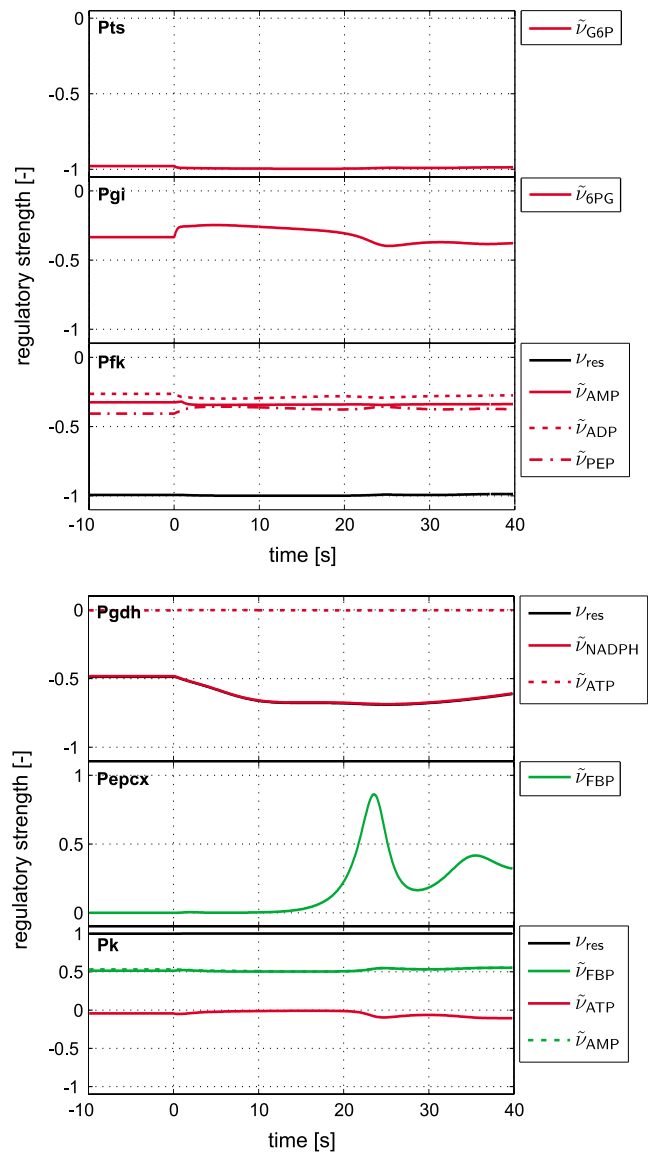 0
Pts
ν̃G6P
-0.5
-1
0
Pgi
ν̃6PG
-0.5
-1
0
Pfk
νres
ν̃AMP
ν̃ADP
ν̃PEP
-0.5
-1
-10 0 10 20 30 40
time [s]
regulatory strength [-]
0
Pgdh
νres
ν̃NADPH
ν̃ATP
-0.5
-1
1
Pepcx
ν̃FBP
0.5
0
1
Pk
νres
ν̃FBP
ν̃ATP
ν̃AMP
0.5
0
-0.5
-1
-10 0 10 20 30 40
time [s]
regulatory strength [-]